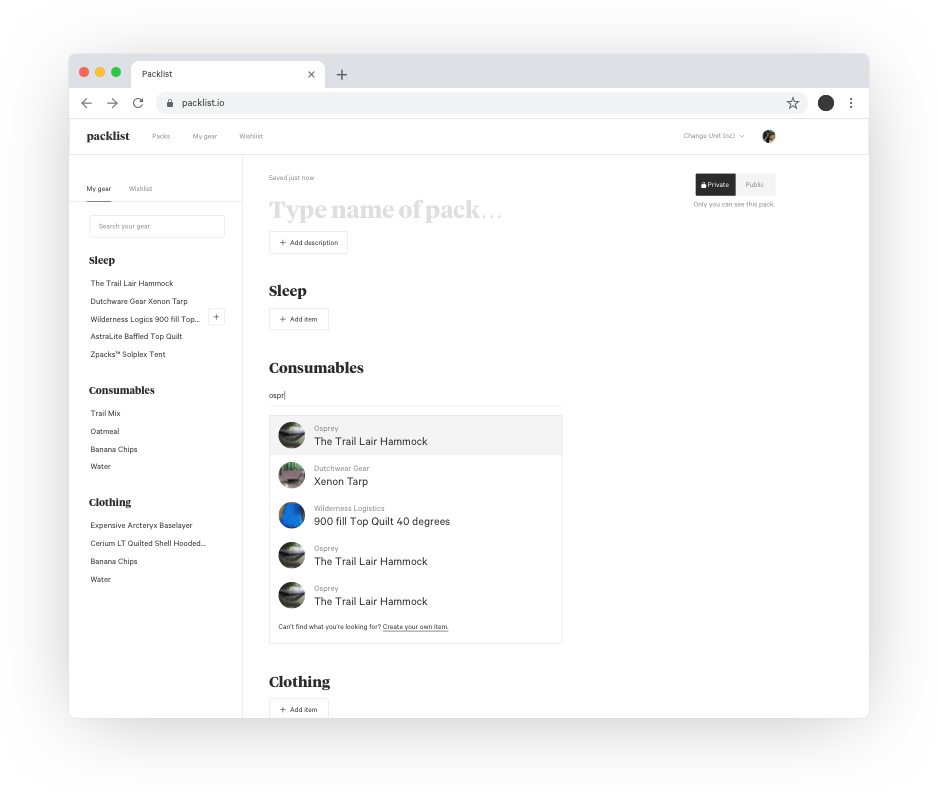 Packlist
packlist.io
packlist Packs My gear Wishlist Change Unit (oz)
My gear Wishlist
Search your gear
Sleep
The Trail Lair Hammock
Dutchware Gear Xenon Tarp
Wilderness Logics 900 fill Top...
AstraLite Baffled Top Quilt
Zpacks™ Solplex Tent
Consumables
Trail Mix
Oatmeal
Banana Chips
Water
Clothing
Expensive Arcteryx Baselayer
Cerium LT Quilted Shell Hooded...
Banana Chips
Water
Saved just now
Private Public
Only you can see this pack.
Type name of pack...
+ Add description
Sleep
+ Add item
Consumables
ospr
Osprey
The Trail Lair Hammock
Dutchwear Gear
Xenon Tarp
Wilderness Logistics
900 fill Top Quilt 40 degrees
Osprey
The Trail Lair Hammock
Osprey
The Trail Lair Hammock
Can't find what you're looking for? Create your own item.
Clothing
+ Add item